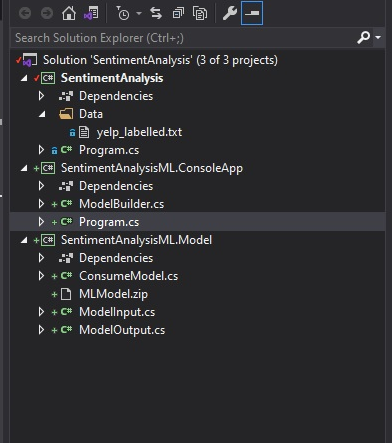 Search Solution Explorer (Ctrl+;)
Solution 'SentimentAnalysis' (3 of 3 projects)
C# SentimentAnalysis
Dependencies
Data
yelp_labelled.txt
C# Program.cs
C# SentimentAnalysisML.ConsoleApp
Dependencies
C# ModelBuilder.cs
C# Program.cs
C# SentimentAnalysisML.Model
Dependencies
C# ConsumeModel.cs
MLModel.zip
C# ModelInput.cs
C# ModelOutput.cs